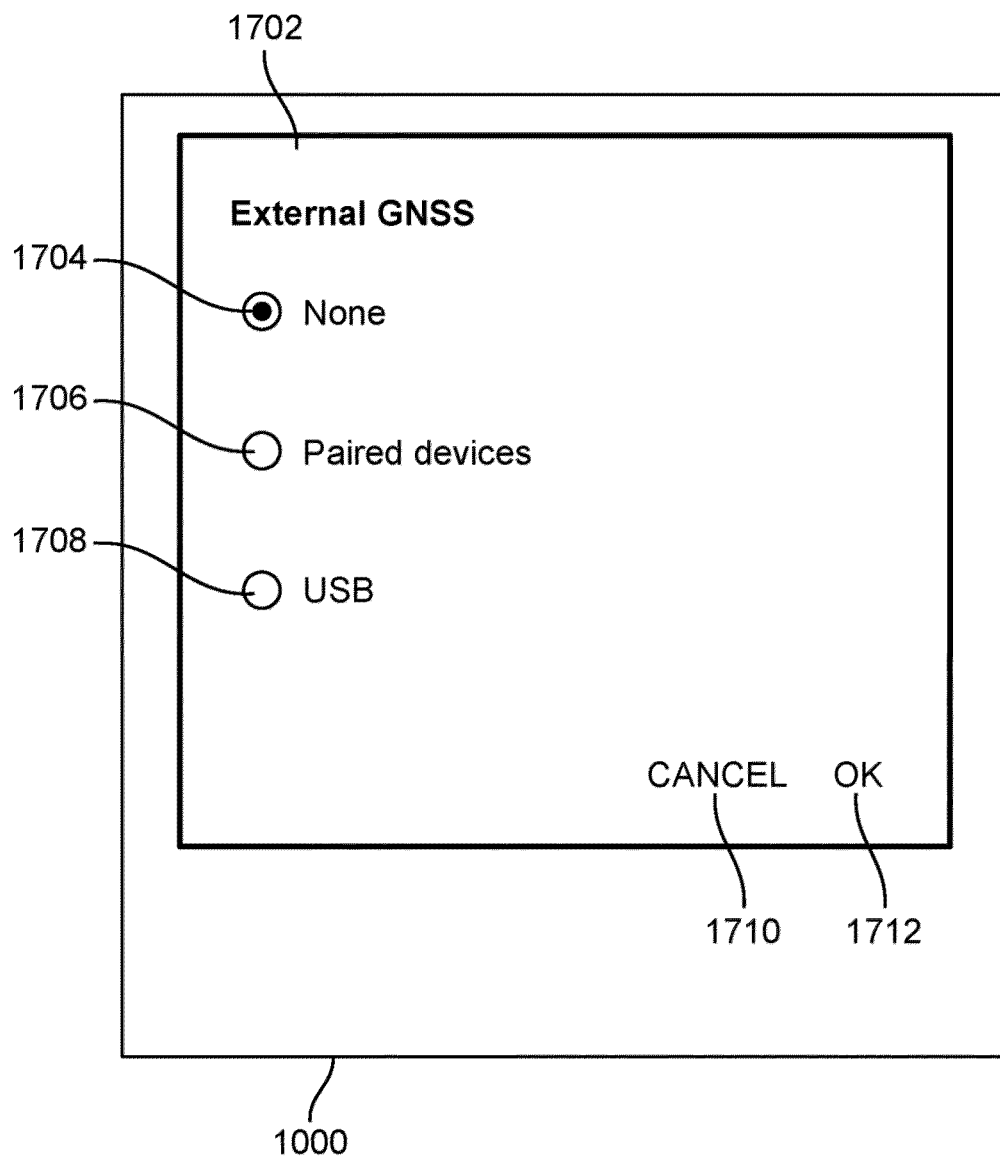 1702
External GNSS
1704
None
1706
Paired devices
1708
USB
CANCEL OK
1710 1712
1000